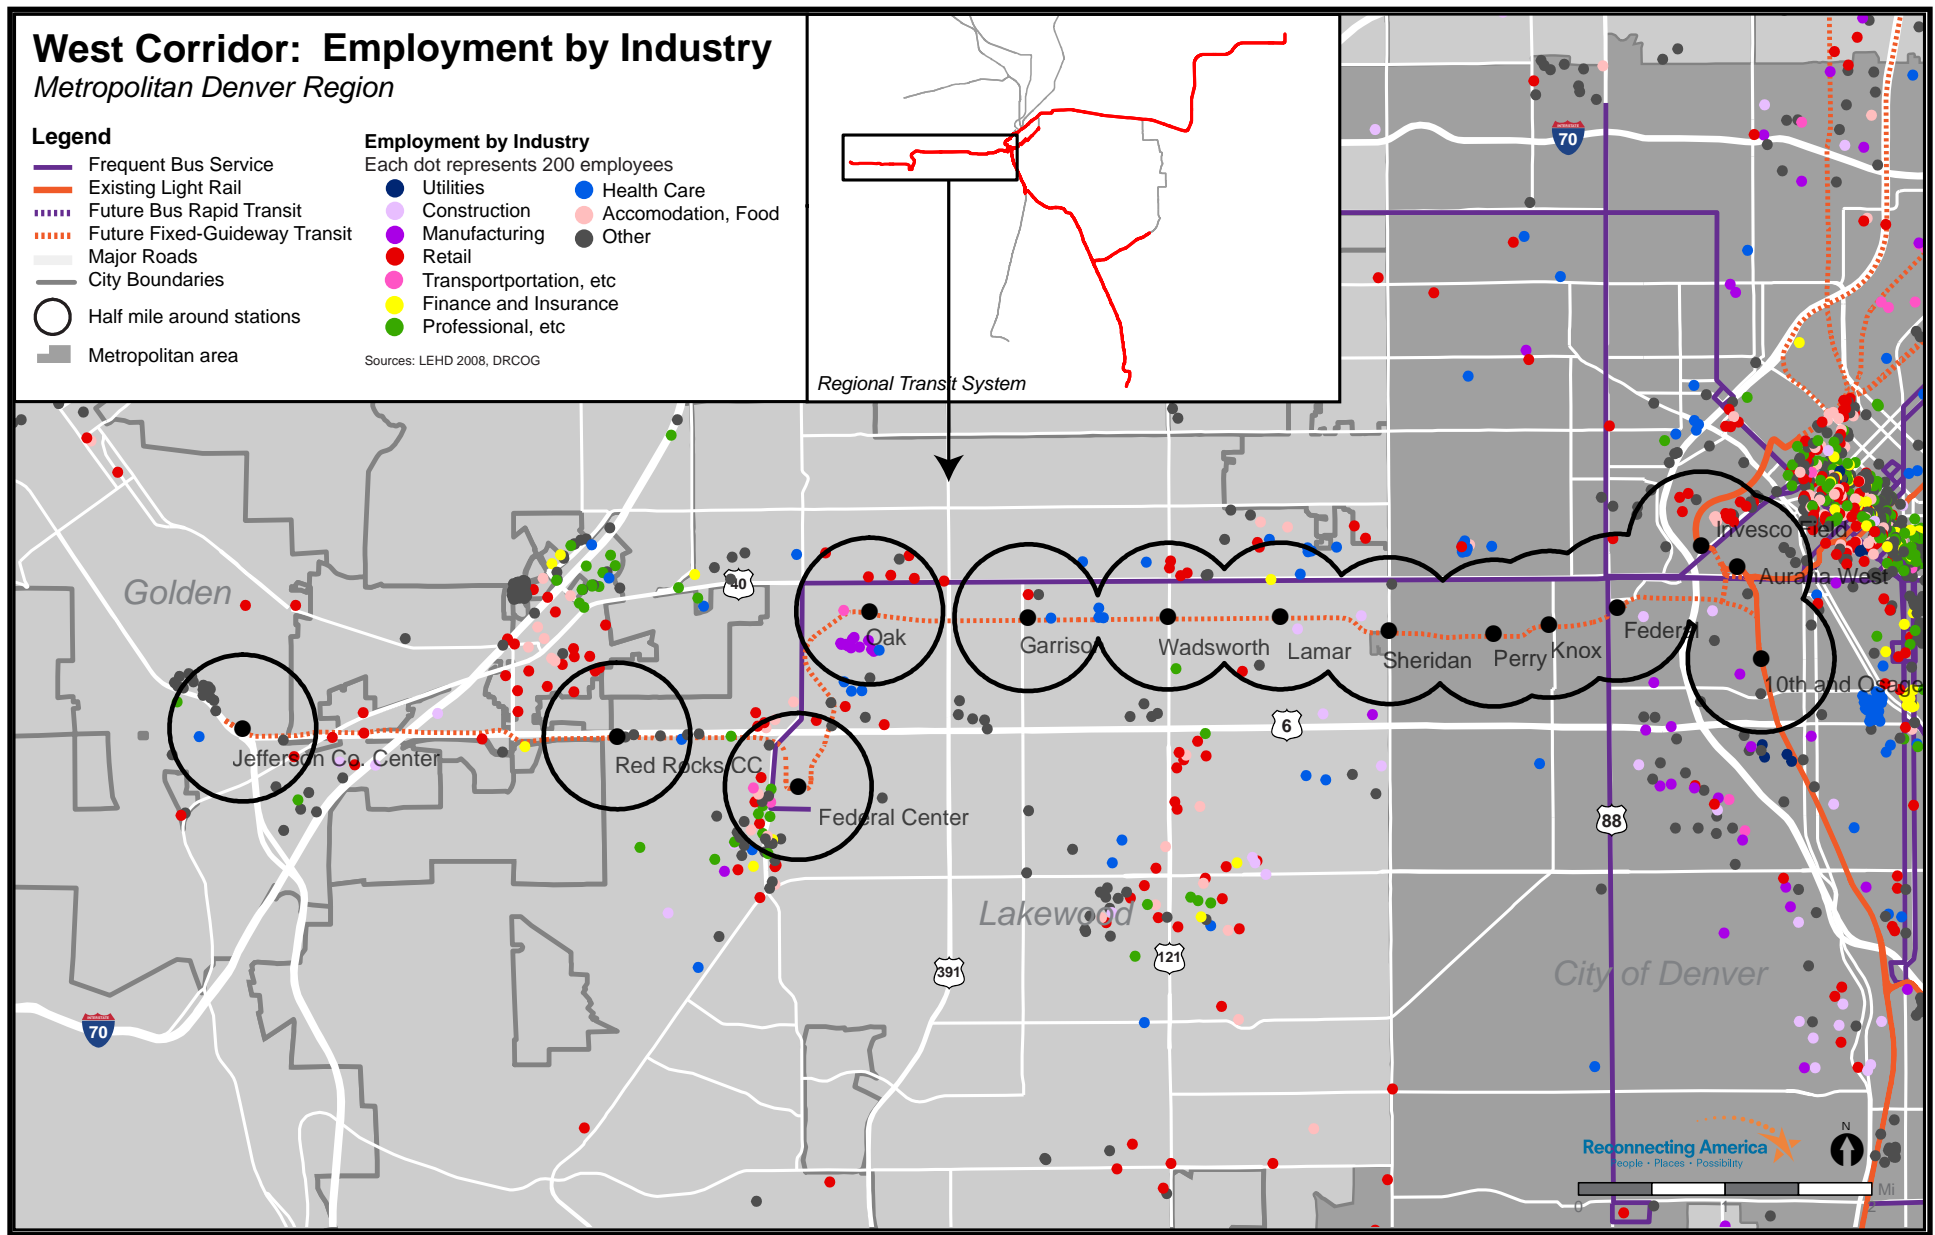 West Corridor: Employment by Industry
Metropolitan Denver Region
Legend
Frequent Bus Service
Existing Light Rail
Future Bus Rapid Transit
Future Fixed-Guideway Transit
Major Roads
City Boundaries
Half mile around stations
Metropolitan area
Employment by Industry
Each dot represents 200 employees
Utilities
Construction
Manufacturing
Retail
Transportportation, etc
Finance and Insurance
Professional, etc
Health Care
Accomodation, Food
Other
Sources: LEHD 2008, DRCOG
Regional Transit System
INTERSTATE
70
Golden
40
Invesco Field
Auraria West
Oak
Garrison
Wadsworth
Lamar
Sheridan
Perry
Knox
Federal
10th and Osage
6
Jefferson Co. Center
Red Rocks CC
Federal Center
88
Lakewood
391
121
City of Denver
INTERSTATE
70
Reconnecting America
People • Places • Possibility
N
Mi
0
1
2